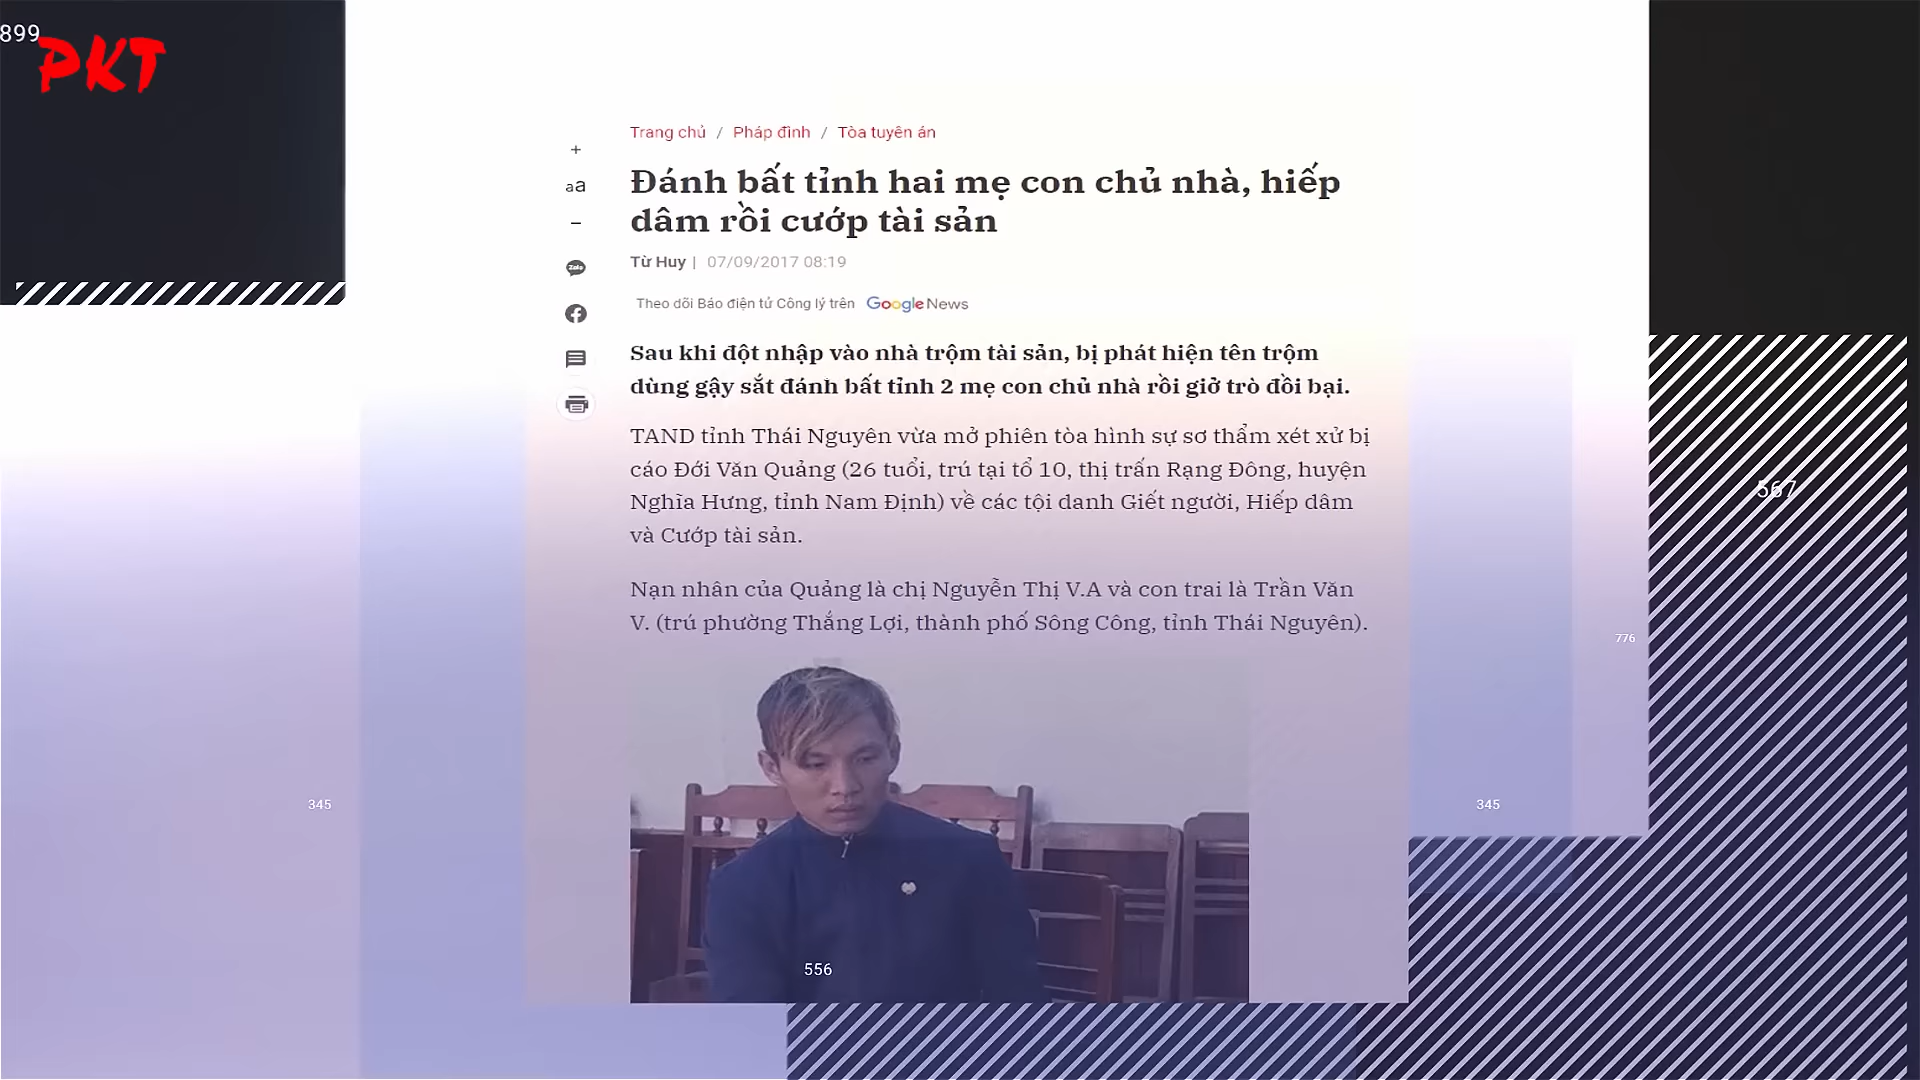 899
PKT
Trang chủ / Pháp đình / Tòa tuyên án
+
aA
−
Đánh bất tỉnh hai mẹ con chủ nhà, hiếp
dâm rồi cướp tài sản
Từ Huy | 07/09/2017 08:19
Zalo
Theo dõi Báo điện tử Công lý trên Google News
Sau khi đột nhập vào nhà trộm tài sản, bị phát hiện tên trộm
dùng gậy sắt đánh bất tỉnh 2 mẹ con chủ nhà rồi giở trò đồi bại.
TAND tỉnh Thái Nguyên vừa mở phiên tòa hình sự sơ thẩm xét xử bị
cáo Đới Văn Quảng (26 tuổi, trú tại tổ 10, thị trấn Rạng Đông, huyện
Nghĩa Hưng, tỉnh Nam Định) về các tội danh Giết người, Hiếp dâm
và Cướp tài sản.
567
Nạn nhân của Quảng là chị Nguyễn Thị V.A và con trai là Trần Văn
V. (trú phường Thắng Lợi, thành phố Sông Công, tỉnh Thái Nguyên).
776
345
345
556